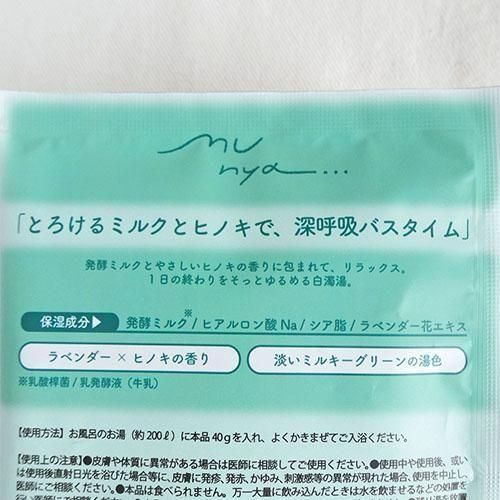 mu
nya...
「とろけるミルクとヒノキで、深呼吸バスタイム」
発酵ミルクとやさしいヒノキの香りに包まれて、リラックス。
1日の終わりをそっとゆるめる白濁湯。
保湿成分▶ 発酵ミルク※/ヒアルロン酸Na/シア脂/ラベンダー花エキス
ラベンダー×ヒノキの香り 淡いミルキーグリーンの湯色
※乳酸桿菌/乳発酵液(牛乳)
【使用方法】お風呂のお湯(約200ℓ)に本品40gを入れ、よくかきまぜてご入浴ください。
【使用上の注意】●皮膚や体質に異常がある場合は医師に相談してご使用ください。●使用中や使用後、或い
は使用後直射日光を浴びた場合等に、皮膚に発疹、発赤、かゆみ、刺激感等の異常が現れた場合、使用を中止し、
医師にご相談ください。●本品は食べられません。万一大量に飲み込んだときは水を飲ませるなどの処置を